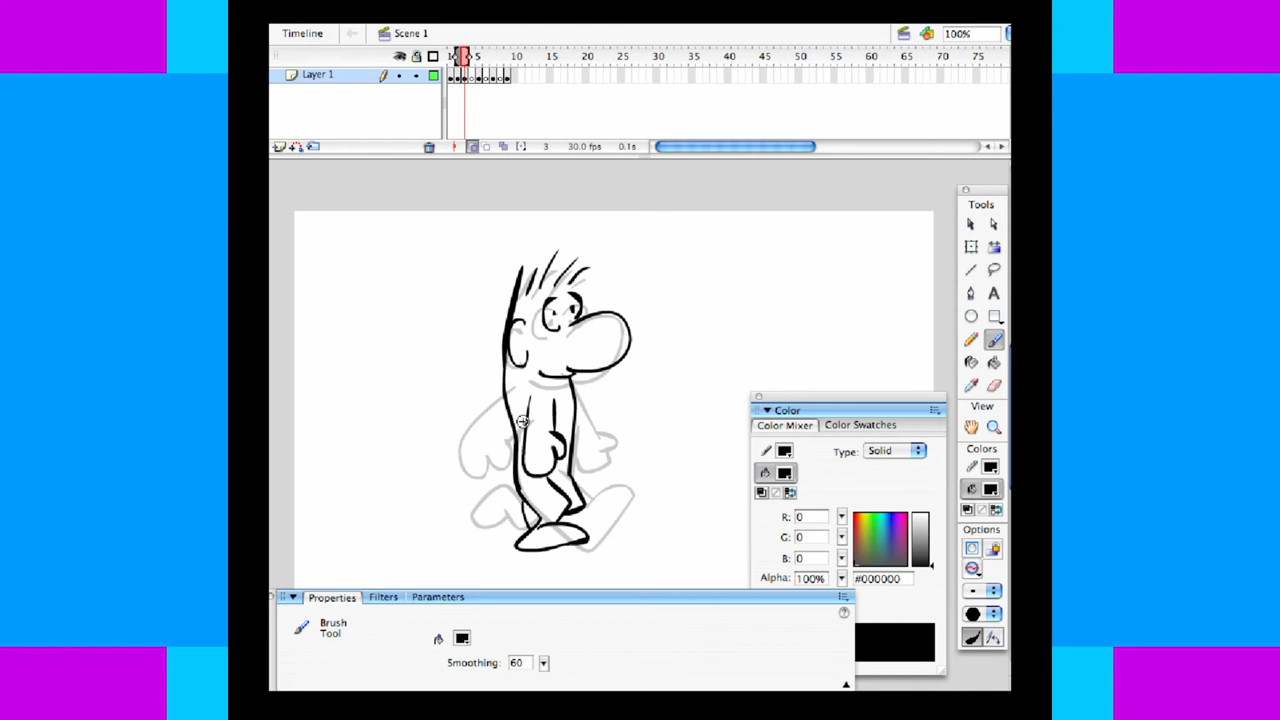 Timeline
Scene 1
100%
5 10 15 20 25 30 35 40 45 50 55 60 65 70 75
Layer 1
3 30.0 fps 0.1s
Tools
A
View
Colors
Options
Color
Color Mixer Color Swatches
Type: Solid
R: 0
G: 0
B: 0
Alpha: 100% #000000
Properties Filters Parameters
Brush
Tool
Smoothing: 60